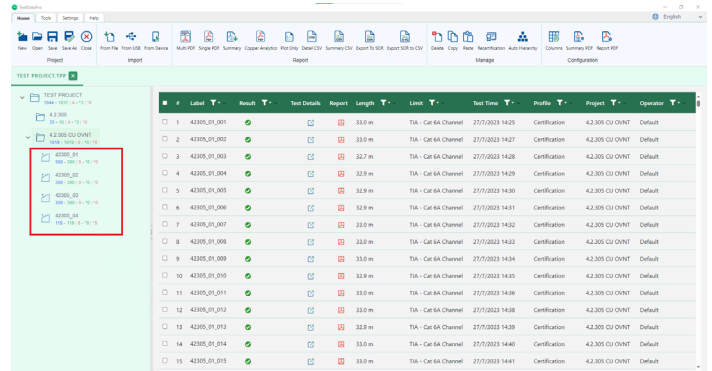 TestDataPro
Home Tools Settings Help English
New Open Save Save As Close From File From USB From Device Multi PDF Single PDF Summary Copper Analytics Plot Only Detail CSV Summary CSV Export To SOR Export SOR to CSV Delete Copy Paste Recertification Auto Hierarchy Columns Summary PDF Report PDF
Project Import Report Manage Configuration
TEST PROJECT.TPP
TEST PROJECT
4.2.305
4.2.305 CU OVNT
42305_01
42305_02
42305_03
42305_04
# Label Result Test Details Report Length Limit Test Time Profile Project Operator
1 42305_01_001 33.0 m TIA - Cat 6A Channel 27/7/2023 14:25 Certification 4.2.305 CU OVNT Default
2 42305_01_002 33.0 m TIA - Cat 6A Channel 27/7/2023 14:27 Certification 4.2.305 CU OVNT Default
3 42305_01_003 32.7 m TIA - Cat 6A Channel 27/7/2023 14:28 Certification 4.2.305 CU OVNT Default
4 42305_01_004 32.9 m TIA - Cat 6A Channel 27/7/2023 14:29 Certification 4.2.305 CU OVNT Default
5 42305_01_005 32.9 m TIA - Cat 6A Channel 27/7/2023 14:30 Certification 4.2.305 CU OVNT Default
6 42305_01_006 32.9 m TIA - Cat 6A Channel 27/7/2023 14:31 Certification 4.2.305 CU OVNT Default
7 42305_01_007 33.0 m TIA - Cat 6A Channel 27/7/2023 14:32 Certification 4.2.305 CU OVNT Default
8 42305_01_008 33.0 m TIA - Cat 6A Channel 27/7/2023 14:33 Certification 4.2.305 CU OVNT Default
9 42305_01_009 33.0 m TIA - Cat 6A Channel 27/7/2023 14:34 Certification 4.2.305 CU OVNT Default
10 42305_01_010 32.9 m TIA - Cat 6A Channel 27/7/2023 14:35 Certification 4.2.305 CU OVNT Default
11 42305_01_011 33.0 m TIA - Cat 6A Channel 27/7/2023 14:36 Certification 4.2.305 CU OVNT Default
12 42305_01_012 33.0 m TIA - Cat 6A Channel 27/7/2023 14:38 Certification 4.2.305 CU OVNT Default
13 42305_01_013 32.9 m TIA - Cat 6A Channel 27/7/2023 14:39 Certification 4.2.305 CU OVNT Default
14 42305_01_014 33.0 m TIA - Cat 6A Channel 27/7/2023 14:40 Certification 4.2.305 CU OVNT Default
15 42305_01_015 33.0 m TIA - Cat 6A Channel 27/7/2023 14:41 Certification 4.2.305 CU OVNT Default